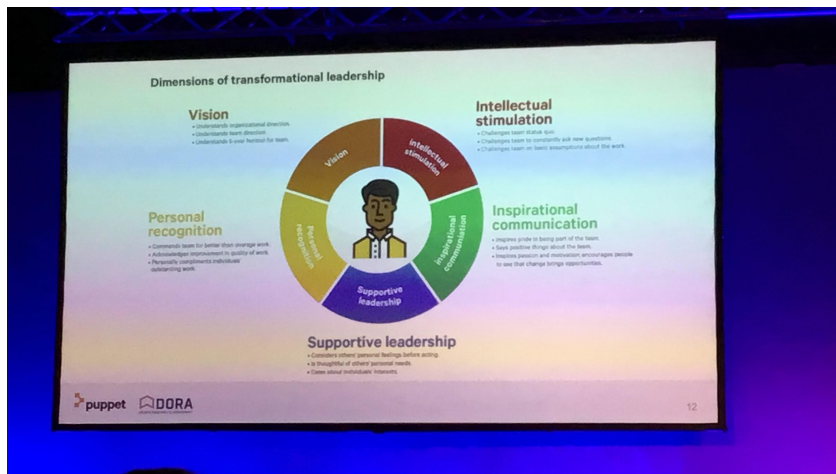 Dimensions of transformational leadership
Vision
• Understands organizational direction.
• Understands team direction.
• Understands 5-year horizon for team.
Intellectual
stimulation
• Challenges team status quo.
• Challenges team to constantly ask new questions.
• Challenges team on basic assumptions about the work.
Vision
Intellectual
stimulation
Personal
recognition
• Commends team for better than average work.
• Acknowledges improvement in quality of work.
• Personally compliments individuals'
outstanding work.
Personal
recognition
Inspirational
communication
Inspirational
communication
• Inspires pride in being part of the team.
• Says positive things about the team.
• Inspires passion and motivation; encourages people
to see that change brings opportunities.
Supportive
leadership
Supportive leadership
• Considers others' personal feelings before acting.
• Is thoughtful of others' personal needs.
• Cares about individuals' interests.
puppet
DORA
12